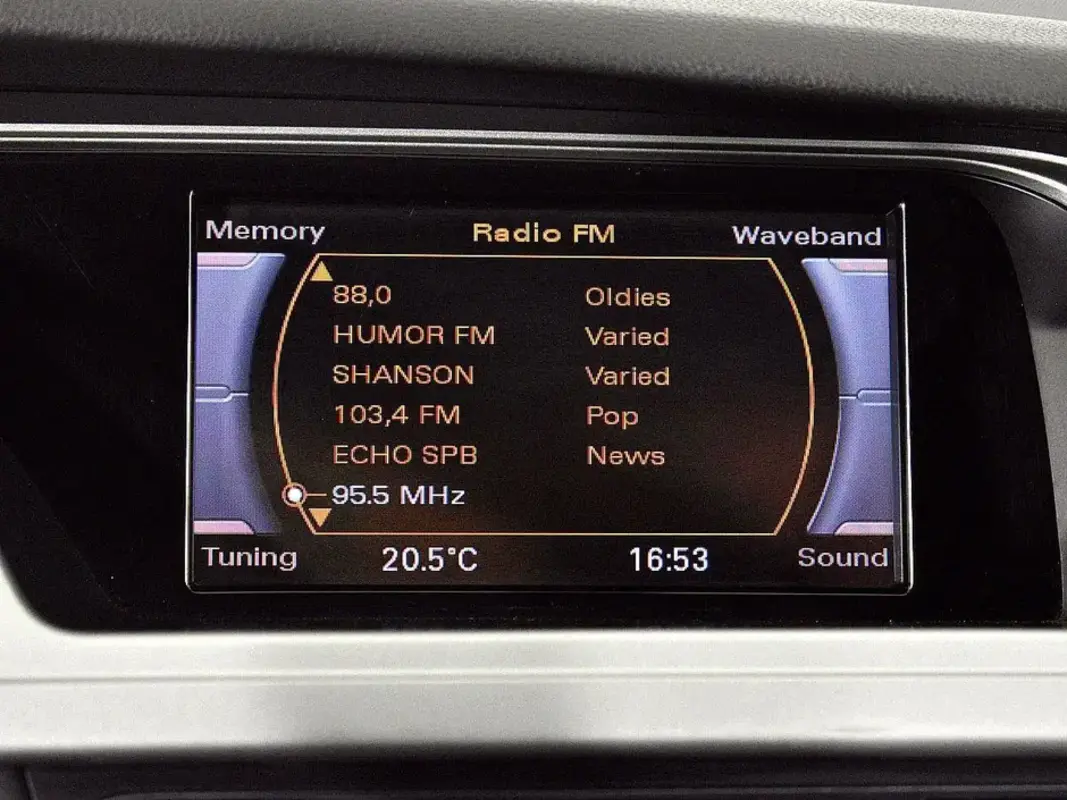 Memory Radio FM Waveband
88,0 Oldies
HUMOR FM Varied
SHANSON Varied
103,4 FM Pop
ECHO SPB News
95.5 MHz
Tuning 20.5°C 16:53 Sound